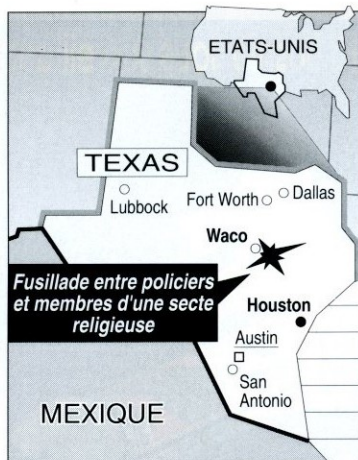 ETATS-UNIS
TEXAS
Lubbock
Fort Worth
Dallas
Waco
Fusillade entre policiers
et membres d'une secte
religieuse
Houston
Austin
San
Antonio
MEXIQUE